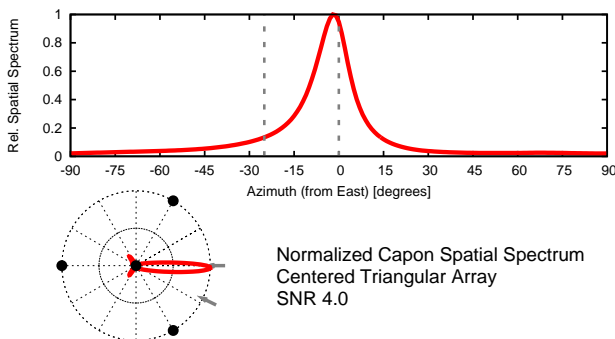 Rel. Spatial Spectrum
1
0.8
0.6
0.4
0.2
0
-90 -75 -60 -45 -30 -15 0 15 30 45 60 75 90
Azimuth (from East) [degrees]
Normalized Capon Spatial Spectrum
Centered Triangular Array
SNR 4.0